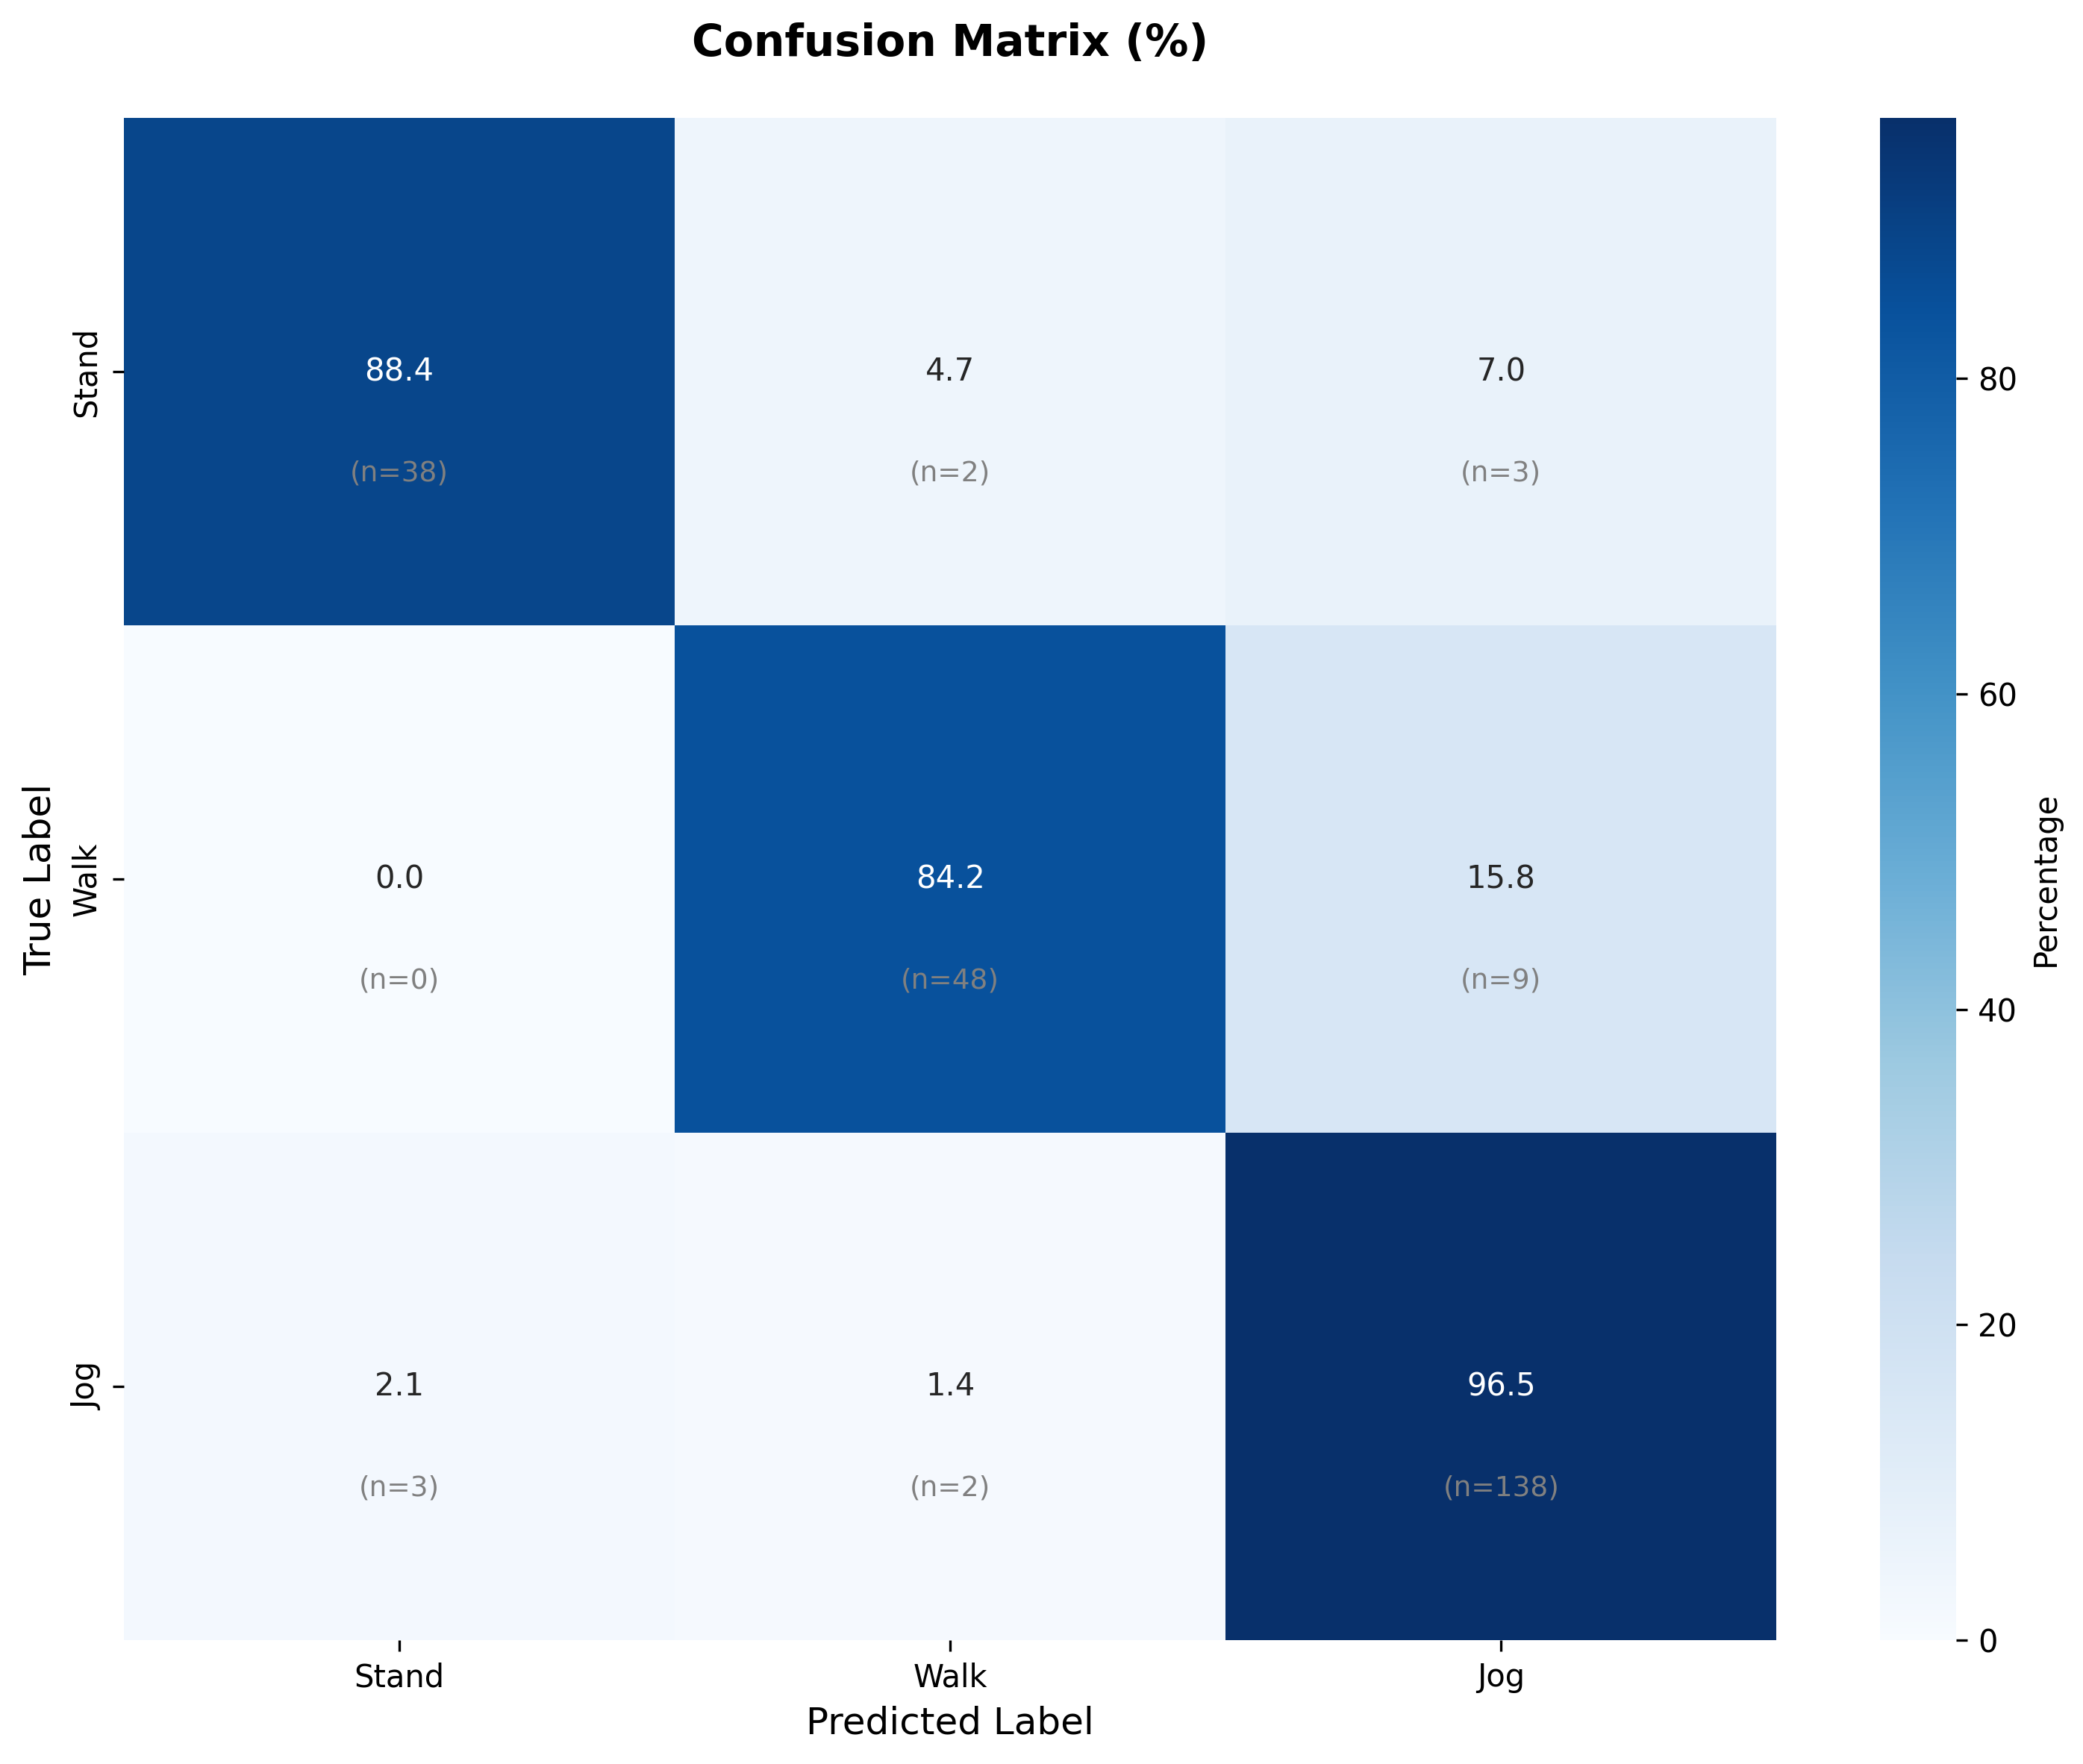 Confusion Matrix (%)
True Label
Stand
88.4
4.7
7.0
(n=38)
(n=2)
(n=3)
Walk
0.0
84.2
15.8
(n=0)
(n=48)
(n=9)
Jog
2.1
1.4
96.5
(n=3)
(n=2)
(n=138)
Stand
Walk
Jog
Predicted Label
80
60
40
20
0
Percentage